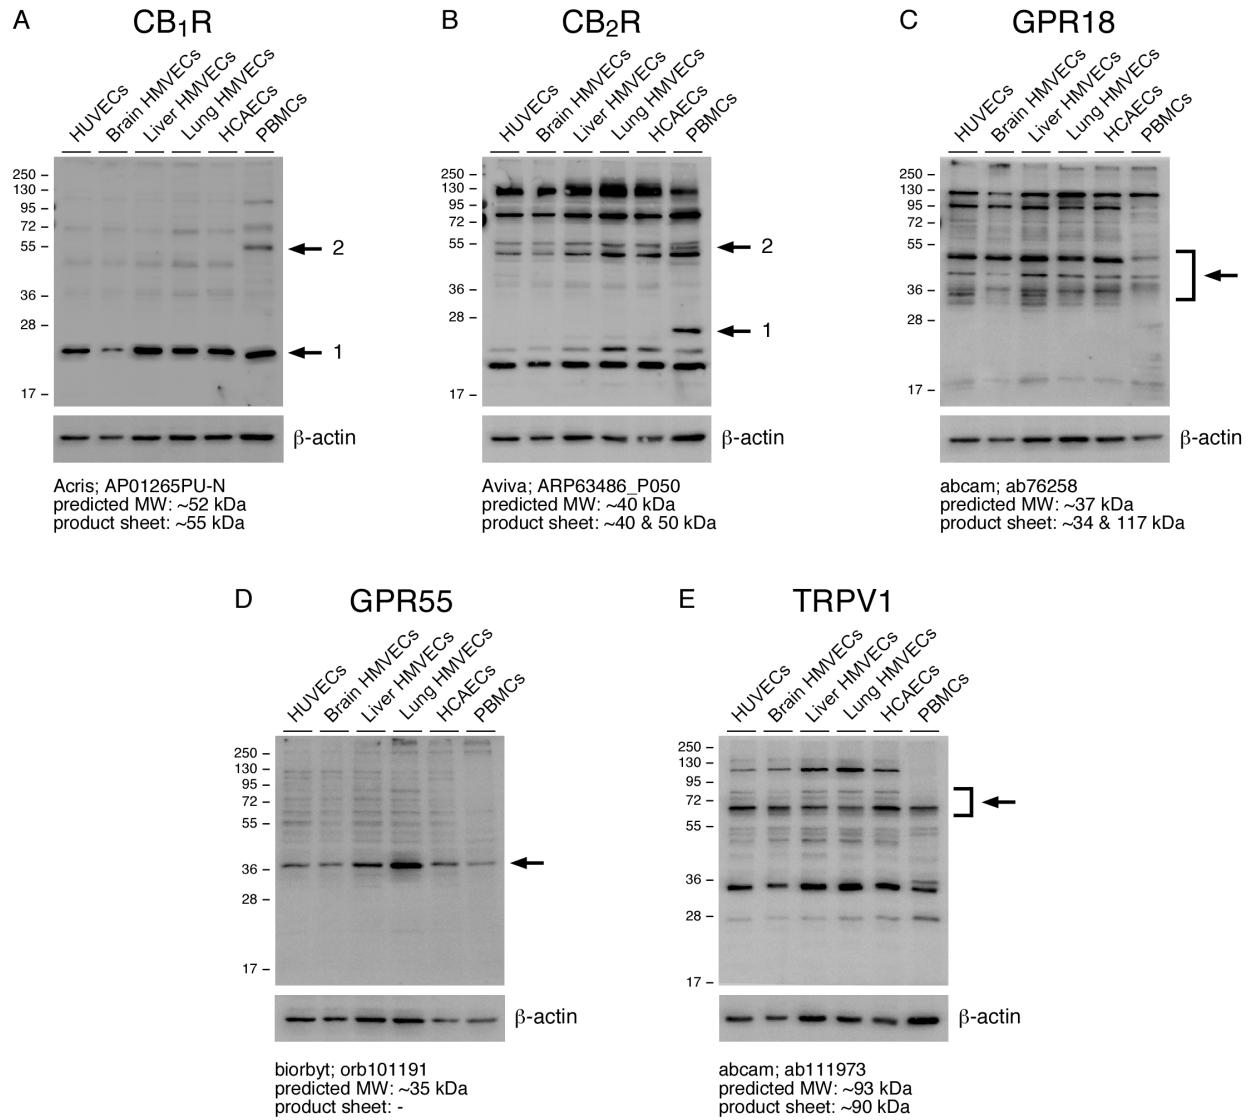 A
CB1R
HUVECs
Brain HMVECs
Liver HMVECs
Lung HMVECs
HCAECs
PBMCs
250 –
130 –
95 –
72 –
55 –
36 –
28 –
17 –
2
1
β-actin
Acris; AP01265PU-N
predicted MW: ~52 kDa
product sheet: ~55 kDa
B
CB2R
HUVECs
Brain HMVECs
Liver HMVECs
Lung HMVECs
HCAECs
PBMCs
250 –
130 –
95 –
72 –
55 –
36 –
28 –
17 –
2
1
β-actin
Aviva; ARP63486_P050
predicted MW: ~40 kDa
product sheet: ~40 & 50 kDa
C
GPR18
HUVECs
Brain HMVECs
Liver HMVECs
Lung HMVECs
HCAECs
PBMCs
250 –
130 –
95 –
72 –
55 –
36 –
28 –
17 –
β-actin
abcam; ab76258
predicted MW: ~37 kDa
product sheet: ~34 & 117 kDa
D
GPR55
HUVECs
Brain HMVECs
Liver HMVECs
Lung HMVECs
HCAECs
PBMCs
250 –
130 –
95 –
72 –
55 –
36 –
28 –
17 –
β-actin
biorbyt; orb101191
predicted MW: ~35 kDa
product sheet: -
E
TRPV1
HUVECs
Brain HMVECs
Liver HMVECs
Lung HMVECs
HCAECs
PBMCs
250 –
130 –
95 –
72 –
55 –
36 –
28 –
17 –
β-actin
abcam; ab111973
predicted MW: ~93 kDa
product sheet: ~90 kDa